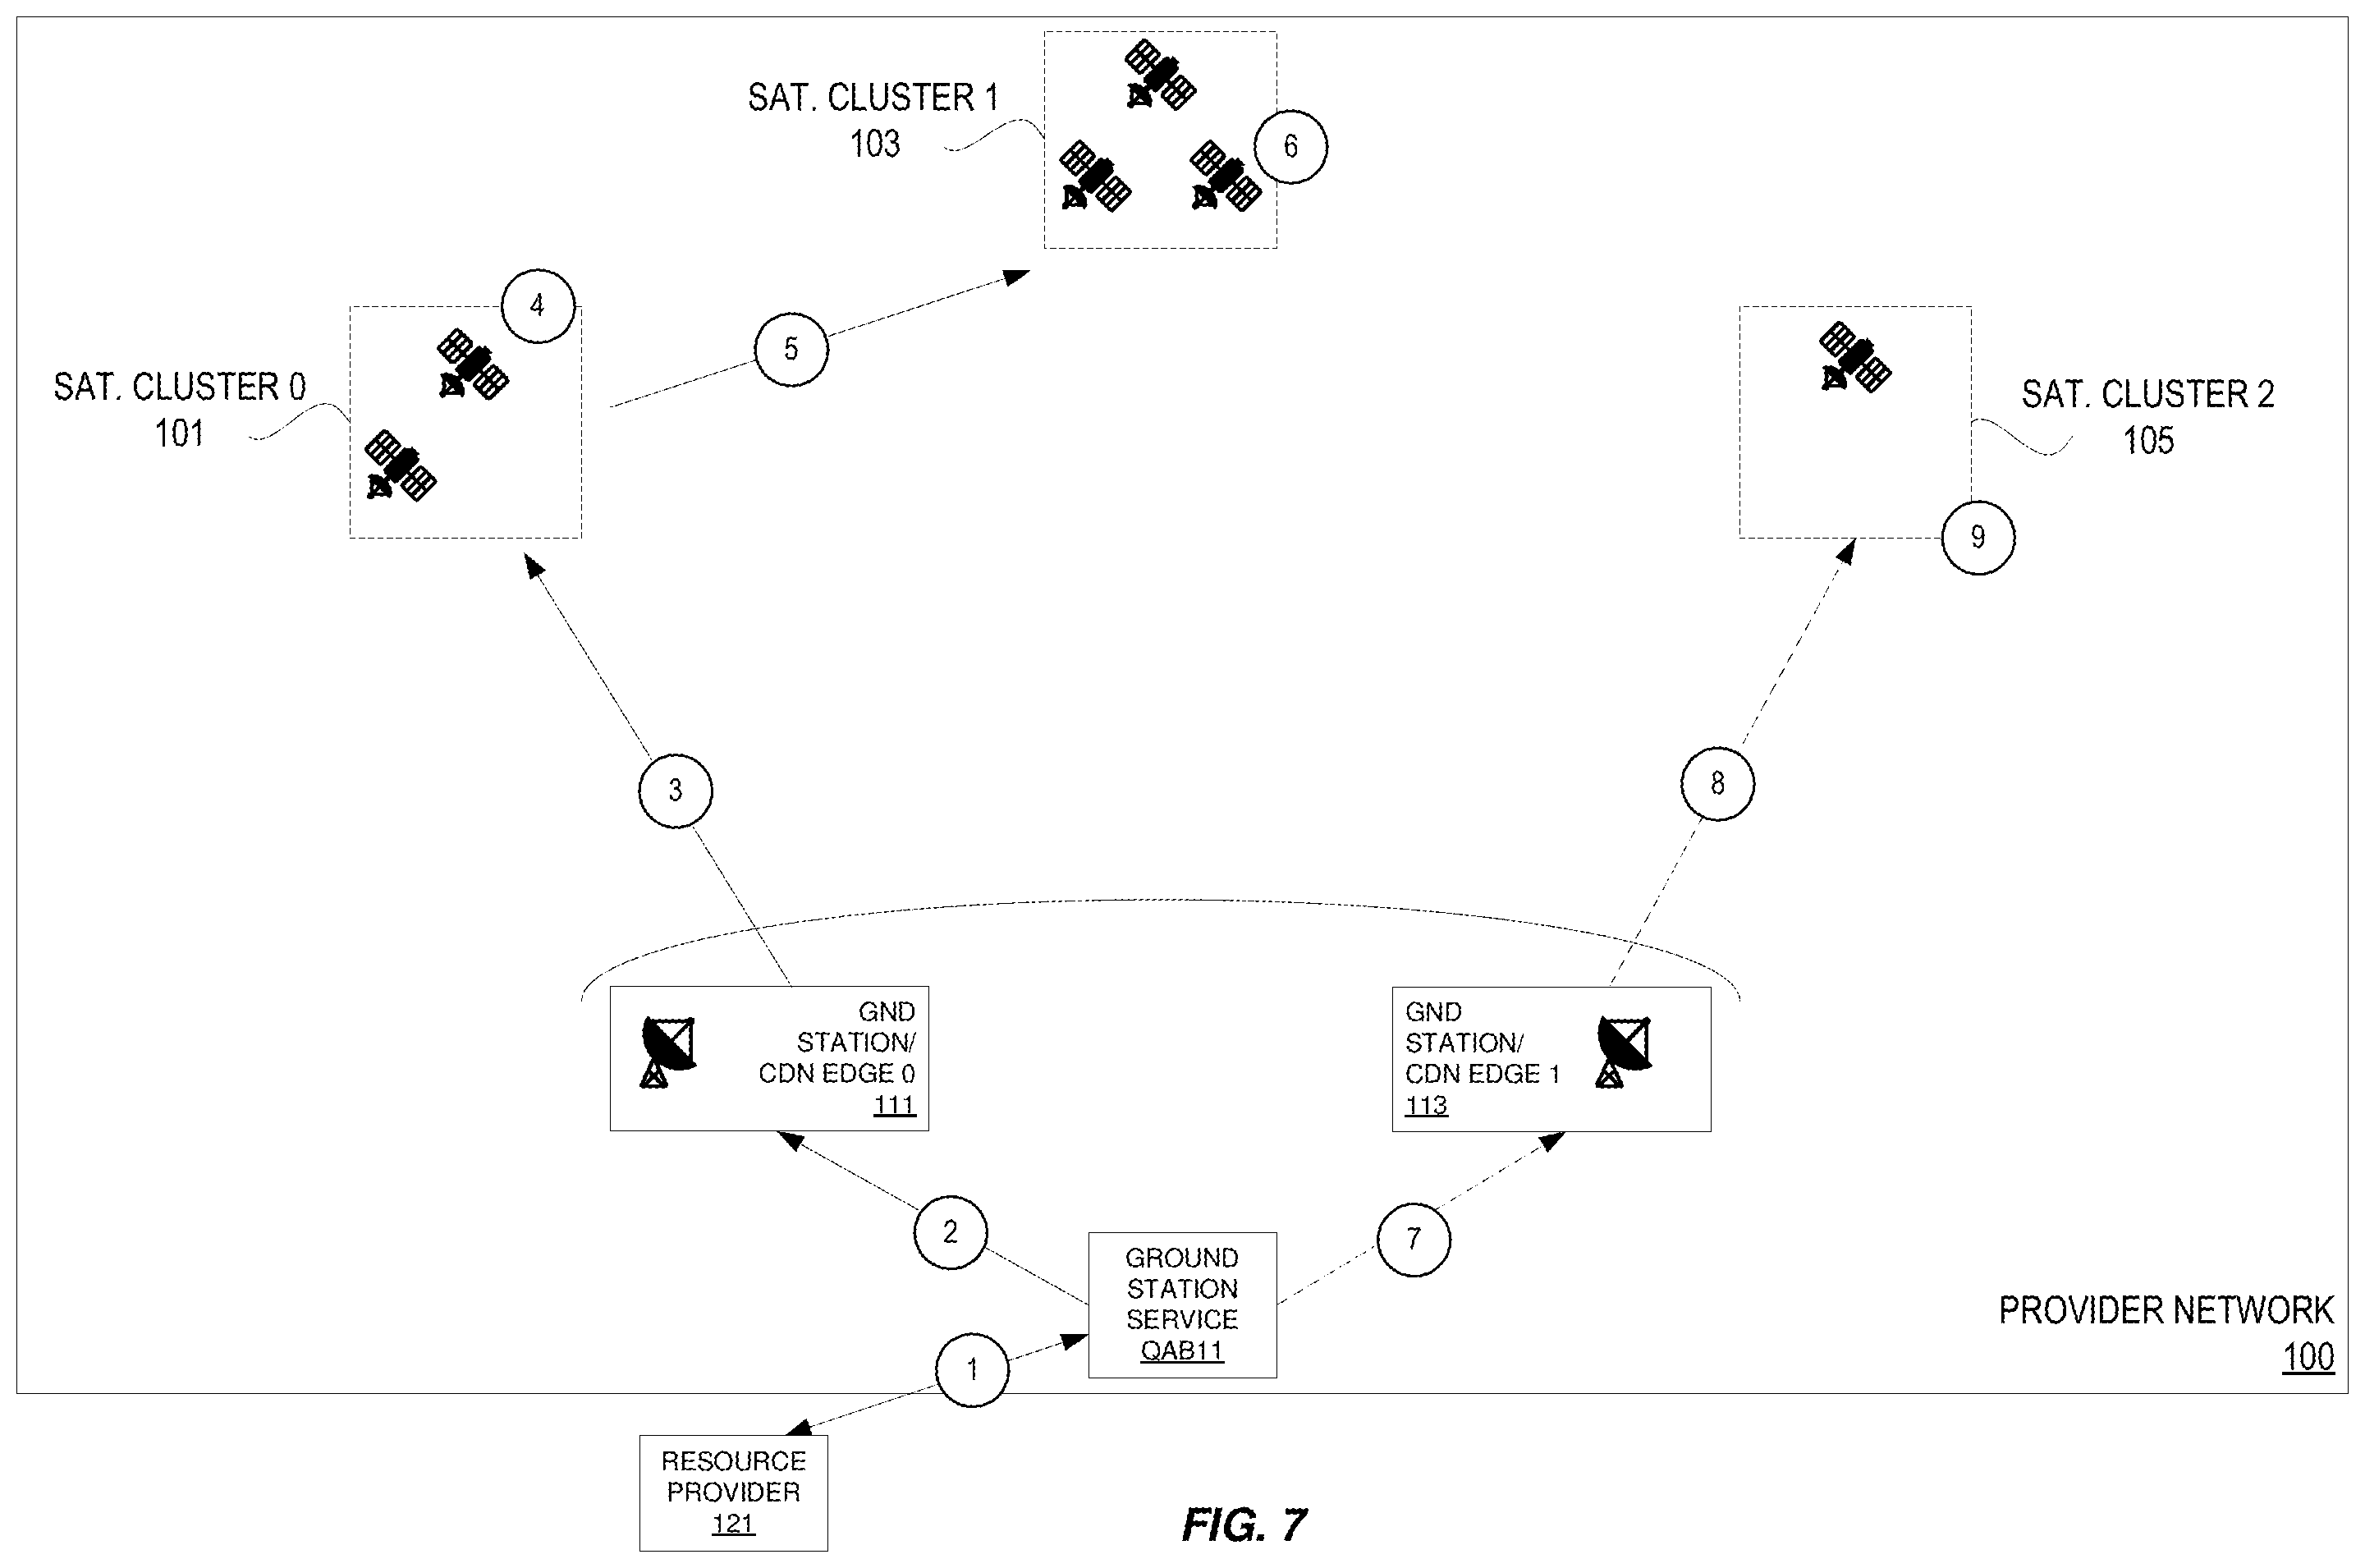 SAT. CLUSTER 1
103
6
4
5
SAT. CLUSTER 0
101
SAT. CLUSTER 2
105
9
3
8
GND
STATION/
CDN EDGE 0
111
GND
STATION/
CDN EDGE 1
113
2
7
GROUND
STATION
SERVICE
QAB11
1
PROVIDER NETWORK
100
RESOURCE
PROVIDER
121
FIG. 7